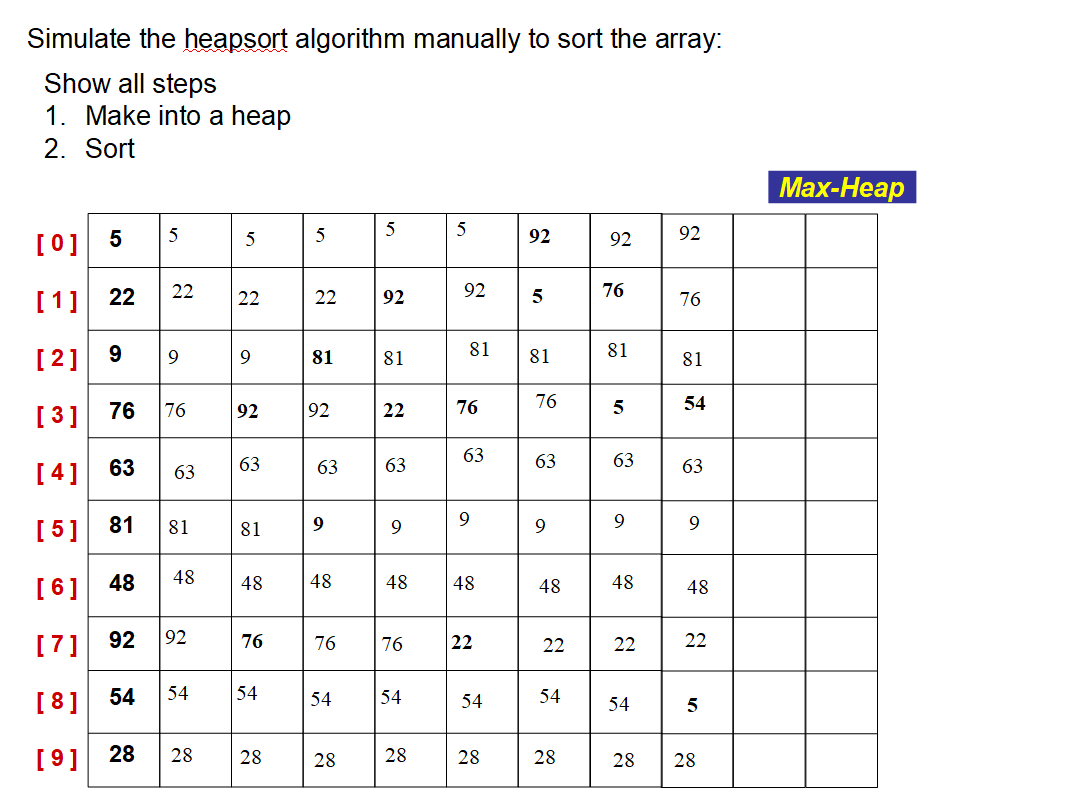 Simulate the heapsort algorithm manually to sort the array:
Show all steps
1. Make into a heap
2. Sort
Max-Heap
[ 0 ] 5 5 5 5 5 5 92 92 92
[ 1 ] 22 22 22 22 92 92 5 76 76
[ 2 ] 9 9 9 81 81 81 81 81 81
[ 3 ] 76 76 92 92 22 76 76 5 54
[ 4 ] 63 63 63 63 63 63 63 63 63
[ 5 ] 81 81 81 9 9 9 9 9 9
[ 6 ] 48 48 48 48 48 48 48 48 48
[ 7 ] 92 92 76 76 76 22 22 22 22
[ 8 ] 54 54 54 54 54 54 54 54 5
[ 9 ] 28 28 28 28 28 28 28 28 28